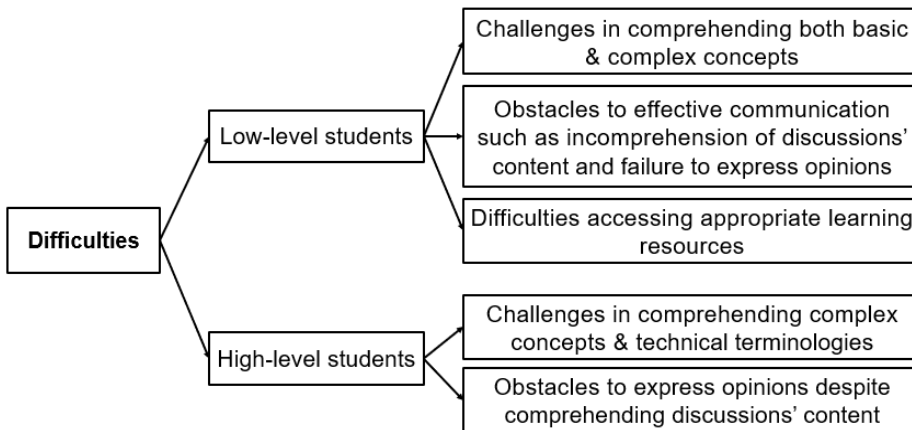 Challenges in comprehending both basic
& complex concepts
Low-level students
Obstacles to effective communication
such as incomprehension of discussions’
content and failure to express opinions
Difficulties accessing appropriate learning
resources
Difficulties
High-level students
Challenges in comprehending complex
concepts & technical terminologies
Obstacles to express opinions despite
comprehending discussions’ content